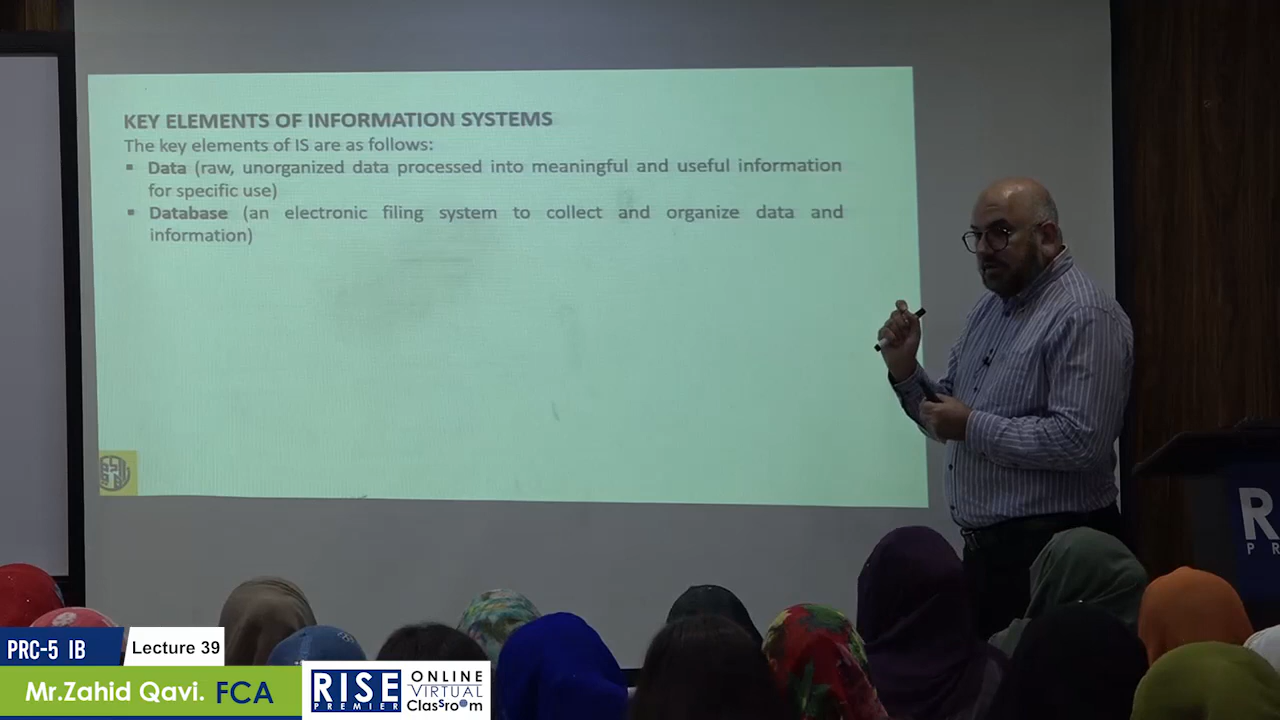 KEY ELEMENTS OF INFORMATION SYSTEMS
The key elements of IS are as follows:
▪ Data (raw, unorganized data processed into meaningful and useful information
for specific use)
▪ Database (an electronic filing system to collect and organize data and
information)
PRC-5 IB
Lecture 39
Mr.Zahid Qavi. FCA
RISE
PREMIER
ONLINE
VIRTUAL
ClassrOOm